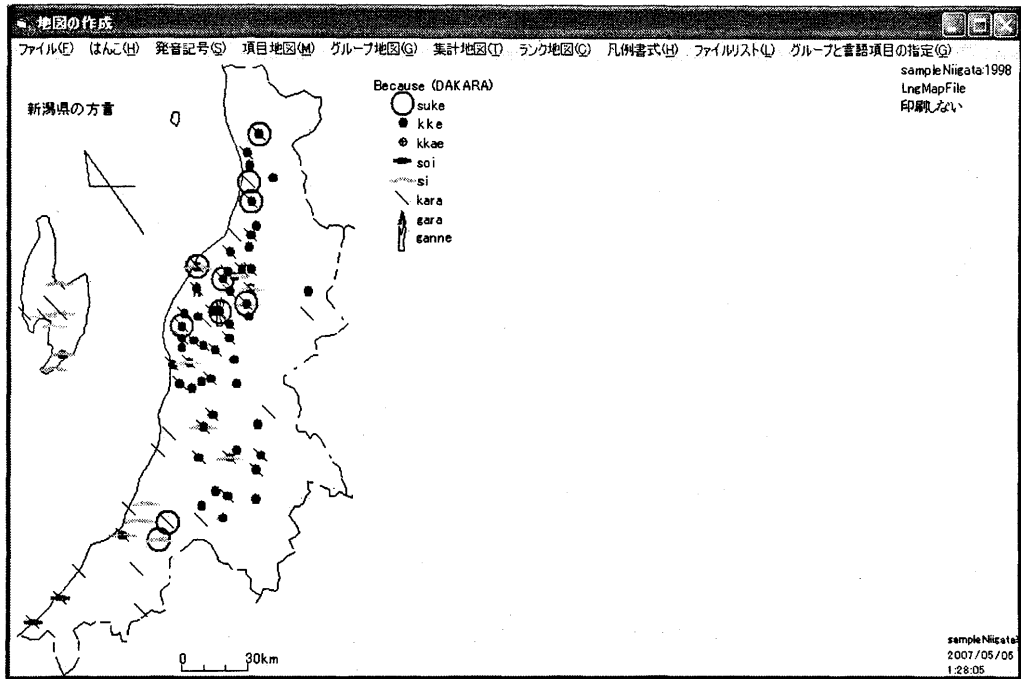 地図の作成
ファイル(F) はんこ(H) 発音記号(S) 項目地図(M) グループ地図(G) 集計地図(T) ランク地図(C) 凡例書式(H) ファイルリスト(L) グループと言語項目の指定(G)
sampleNiigata:1998
LngMapFile
印刷しない
新潟県の方言
Because (DAKARA)
suke
kke
kkae
soi
si
kara
gara
ganne
0 30km
sampleNiigata:
2007/05/06
1:28:05